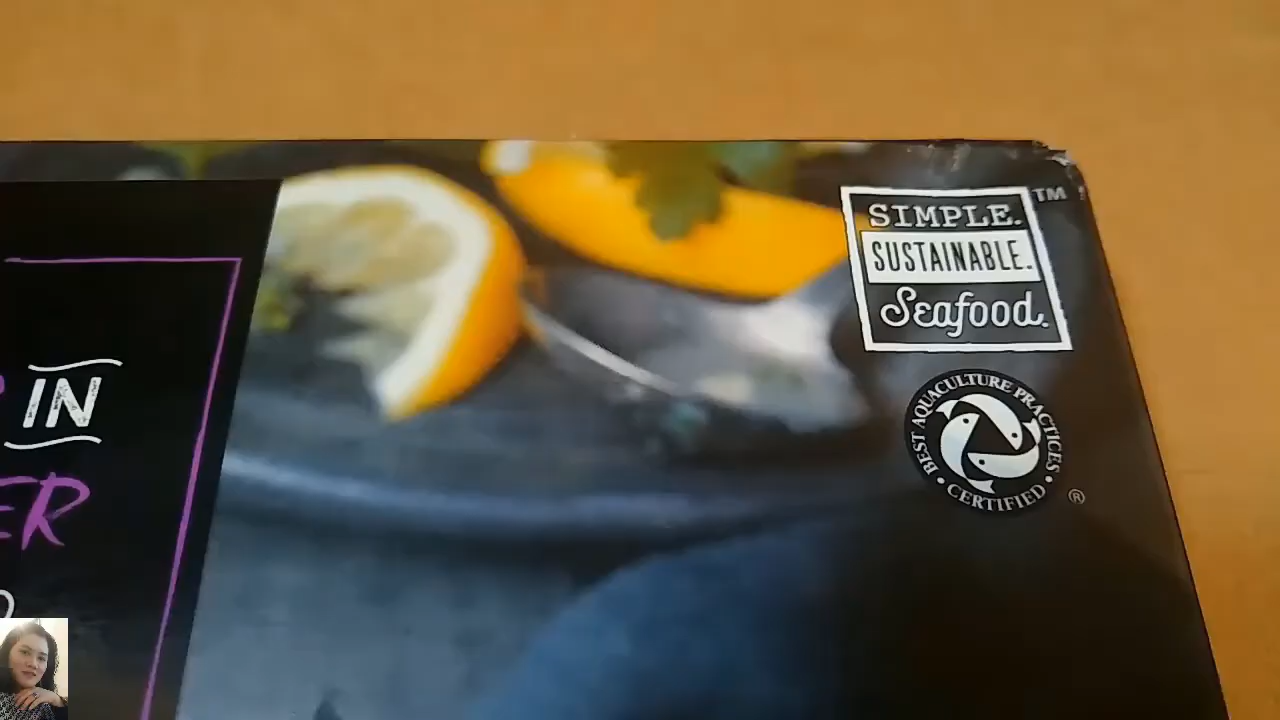 SIMPLE.
SUSTAINABLE.
Seafood.
TM
BEST AQUACULTURE PRACTICES
• CERTIFIED •
®
IN
ER